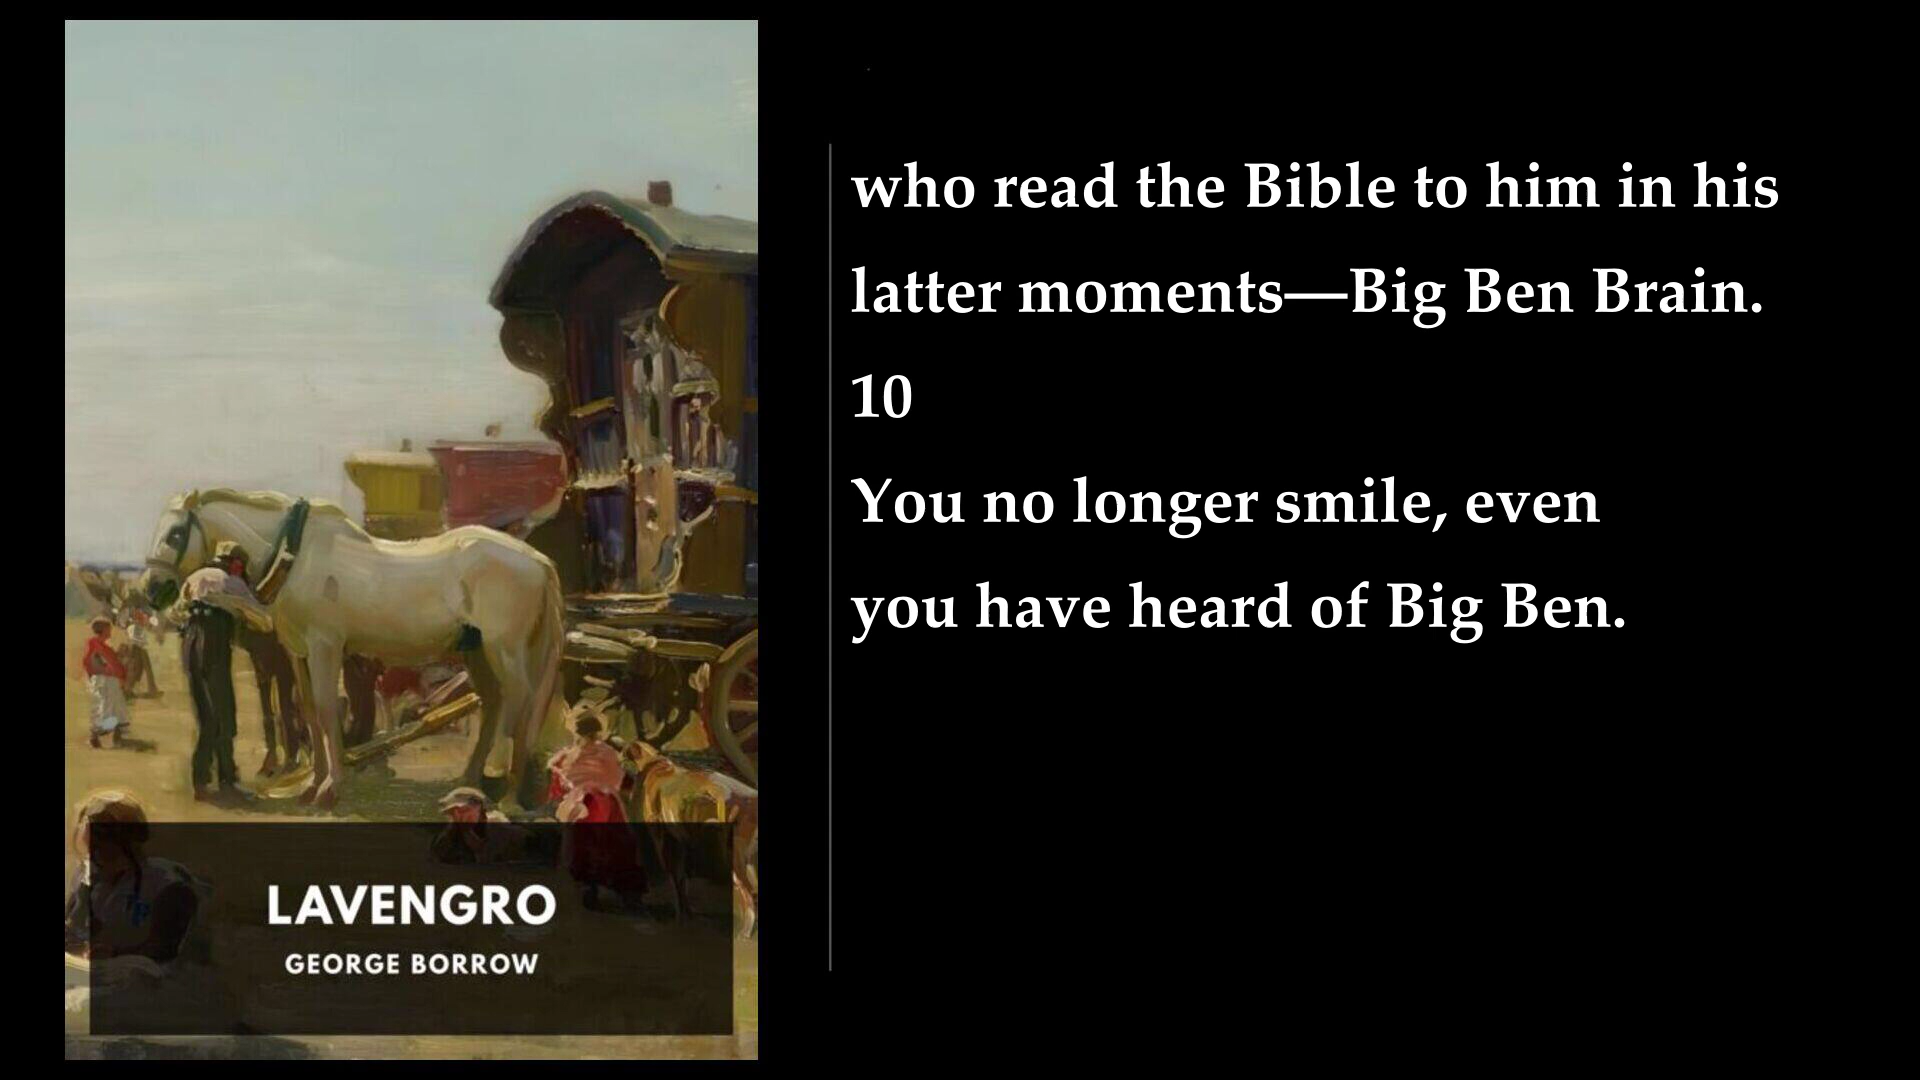 who read the Bible to him in his
latter moments—Big Ben Brain.
10
You no longer smile, even
you have heard of Big Ben.
LAVENGRO
GEORGE BORROW